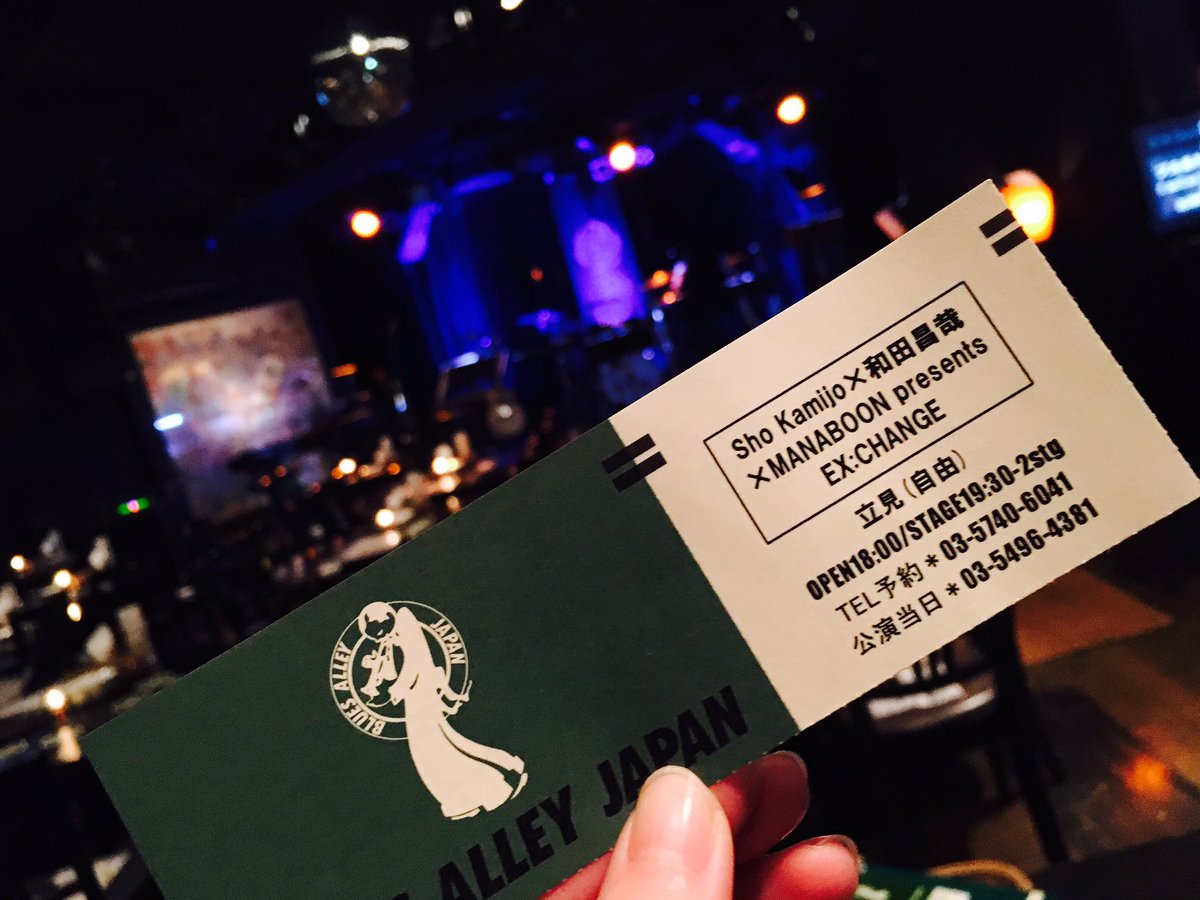 Sho Kamijo×和田昌哉
×MANABOON presents
EX:CHANGE
立見(自由)
OPEN18:00/STAGE19:30-2stg
TEL予約*03-5740-6041
公演当日*03-5496-4381
BLUES ALLEY JAPAN
ALLEY JAPAN